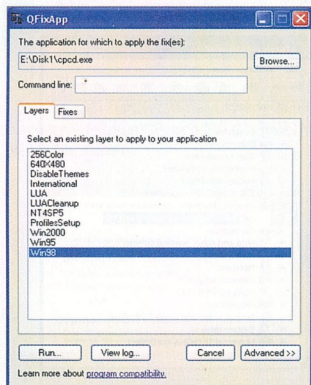 QFixApp
The application for which to apply the fix(es):
E:\Disk1\cpcd.exe
Browse...
Command line:
Layers
Fixes
Select an existing layer to apply to your application
256Color
640X480
DisableThemes
International
LUA
LUACleanup
NT4SP5
ProfilesSetup
Win2000
Win95
Win98
Run...
View log...
Cancel
Advanced >>
Learn more about program compatibility.